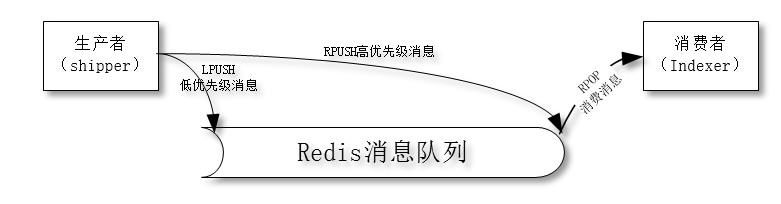 生产者
（shipper）
RPUSH高优先级消息
消费者
（Indexer）
LPUSH
低优先级消息
RPOP
消费消息
Redis消息队列